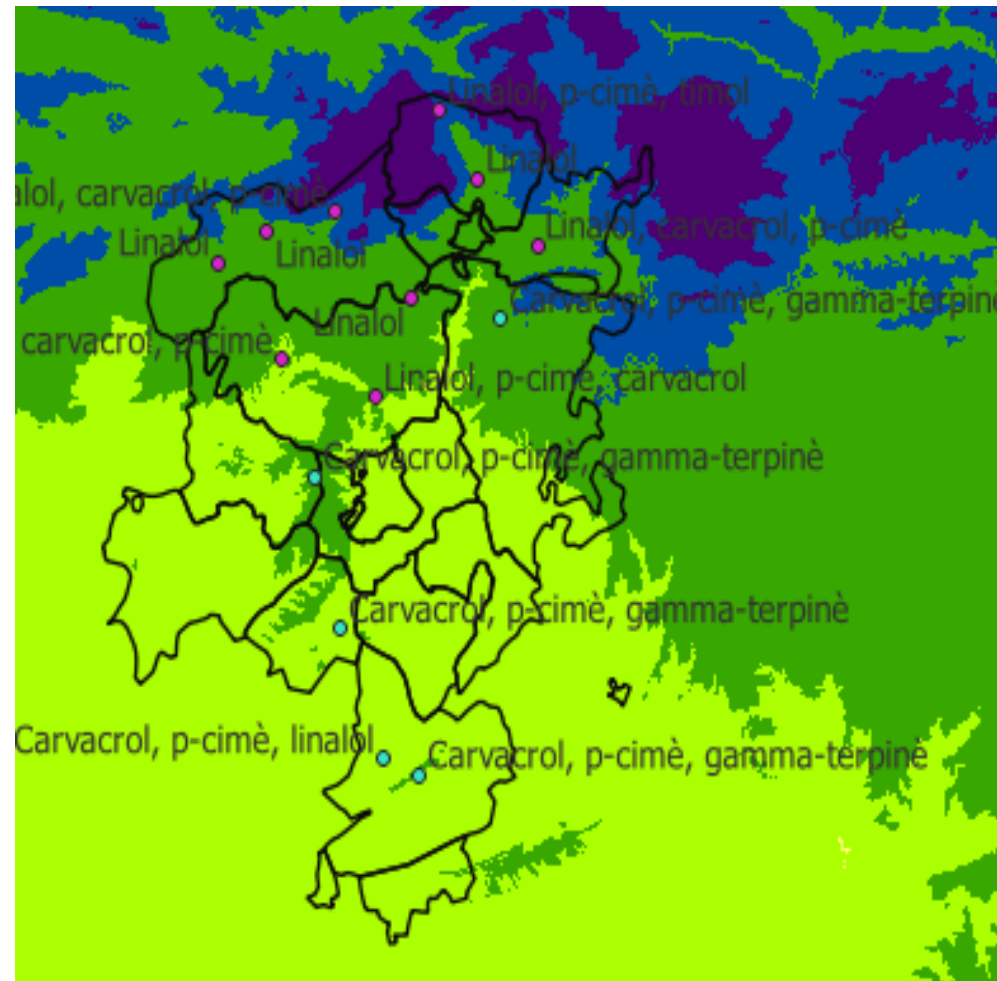 Linalol, p-cimè, timol
Linalol
alol, carvacrol, p-cimè
Linalol, carvacrol, p-cimè
Linalol
Linalol
Carvacrol, p-cimè, gamma-terpinè
Linalol
carvacrol, p-cimè
Linalol, p-cimè, carvacrol
Carvacrol, p-cimè, gamma-terpinè
Carvacrol, p-cimè, gamma-terpinè
Carvacrol, p-cimè, linalol
Carvacrol, p-cimè, gamma-terpinè